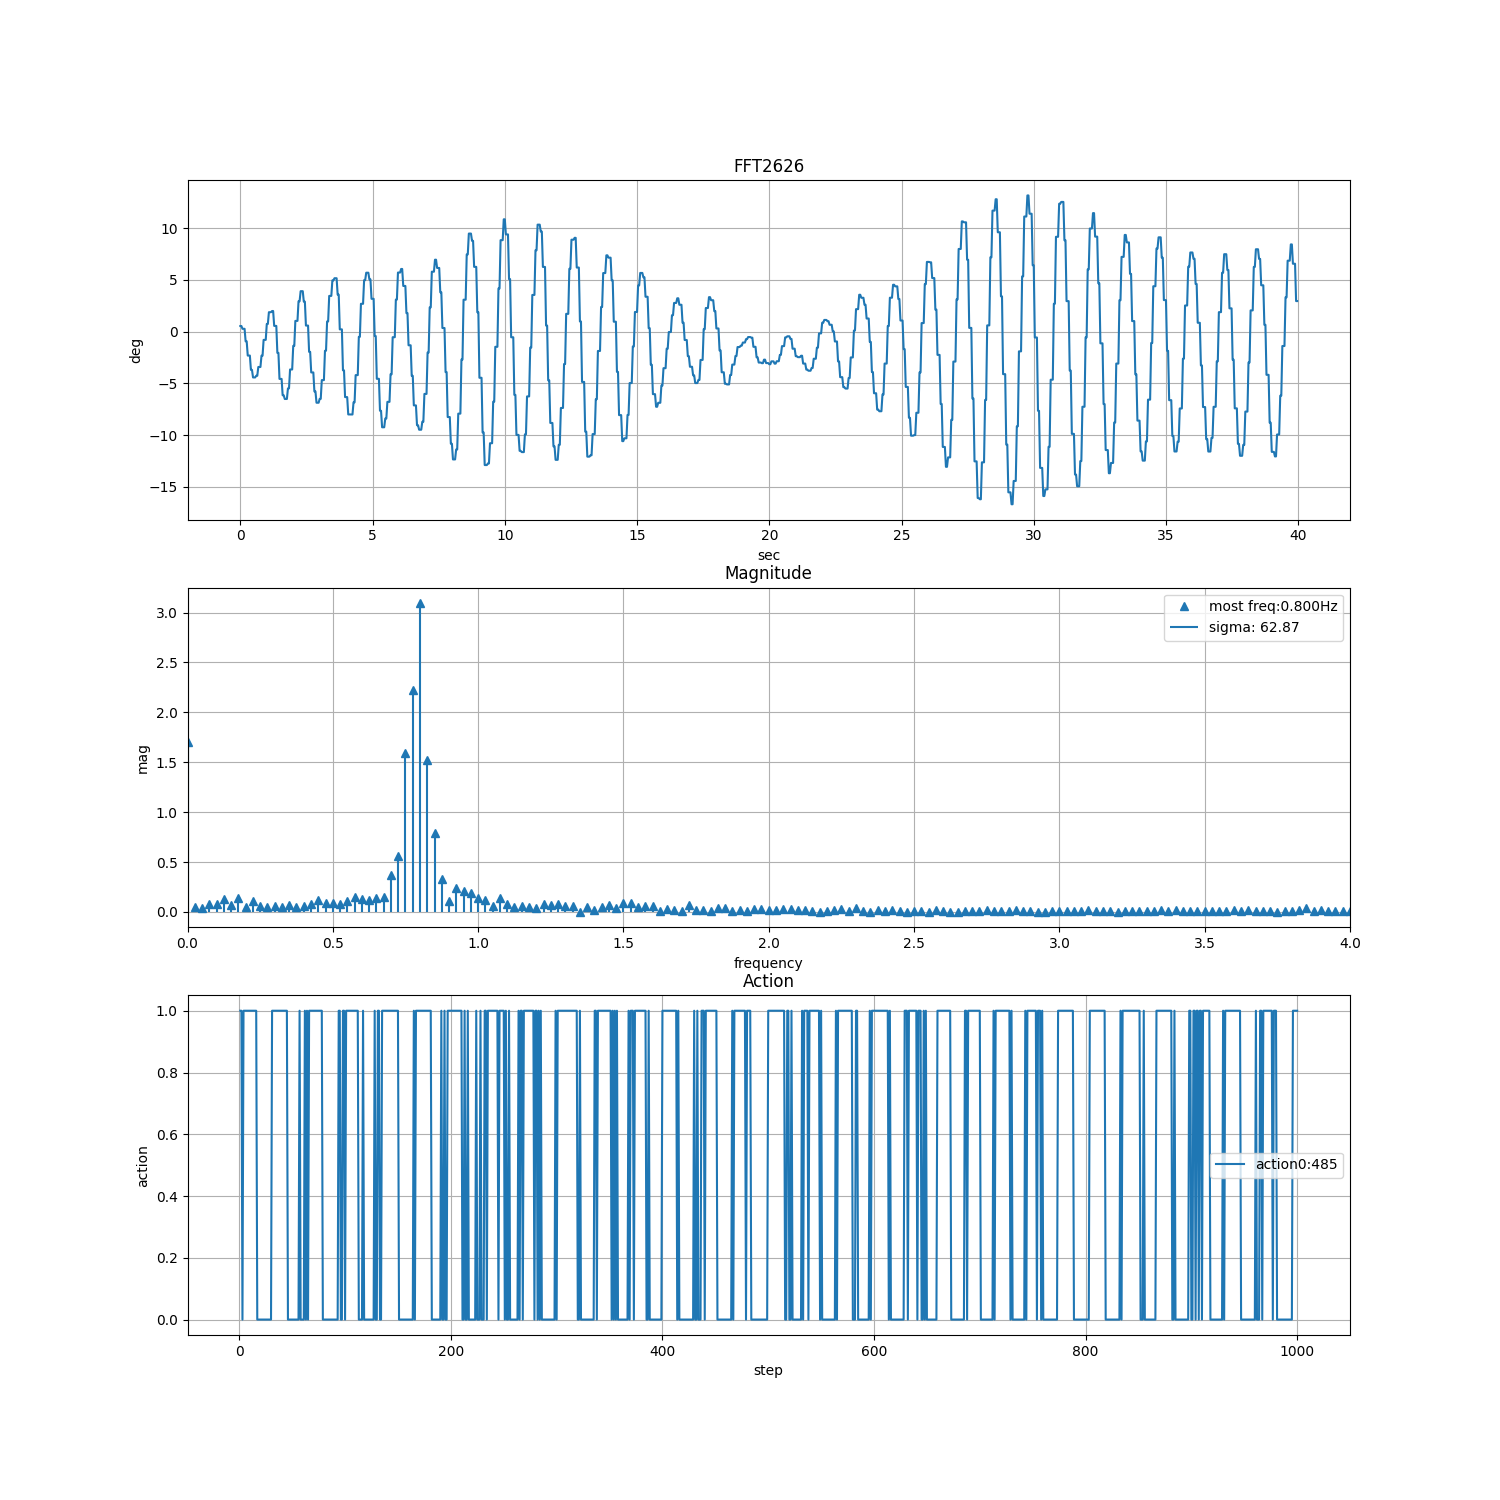 FFT2626
10
5
0
−5
−10
−15
deg
0 5 10 15 20 25 30 35 40
sec
Magnitude
3.0
2.5
2.0
1.5
1.0
0.5
0.0
mag
most freq:0.800Hz
sigma: 62.87
0.0 0.5 1.0 1.5 2.0 2.5 3.0 3.5 4.0
frequency
Action
1.0
0.8
0.6
0.4
0.2
0.0
action
action0:485
0 200 400 600 800 1000
step